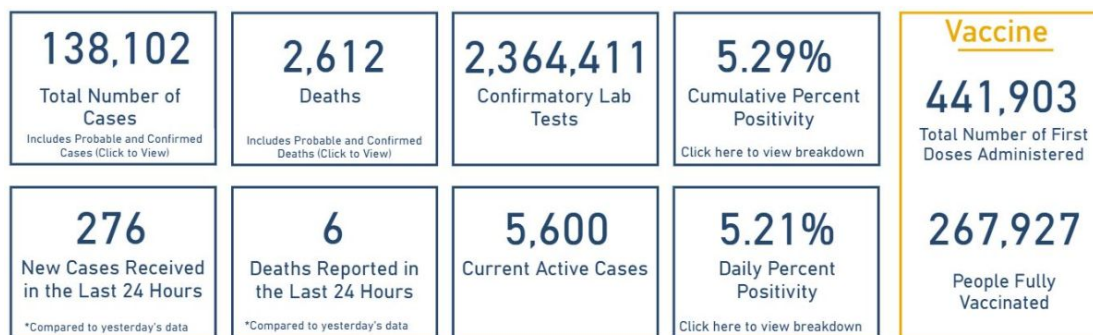 138,102
Total Number of
Cases
Includes Probable and Confirmed
Cases (Click to View)
2,612
Deaths
Includes Probable and Confirmed
Deaths (Click to View)
2,364,411
Confirmatory Lab
Tests
5.29%
Cumulative Percent
Positivity
Click here to view breakdown
276
New Cases Received
in the Last 24 Hours
*Compared to yesterday's data
6
Deaths Reported in
the Last 24 Hours
*Compared to yesterday's data
5,600
Current Active Cases
5.21%
Daily Percent
Positivity
Click here to view breakdown
Vaccine
441,903
Total Number of First
Doses Administered
267,927
People Fully
Vaccinated